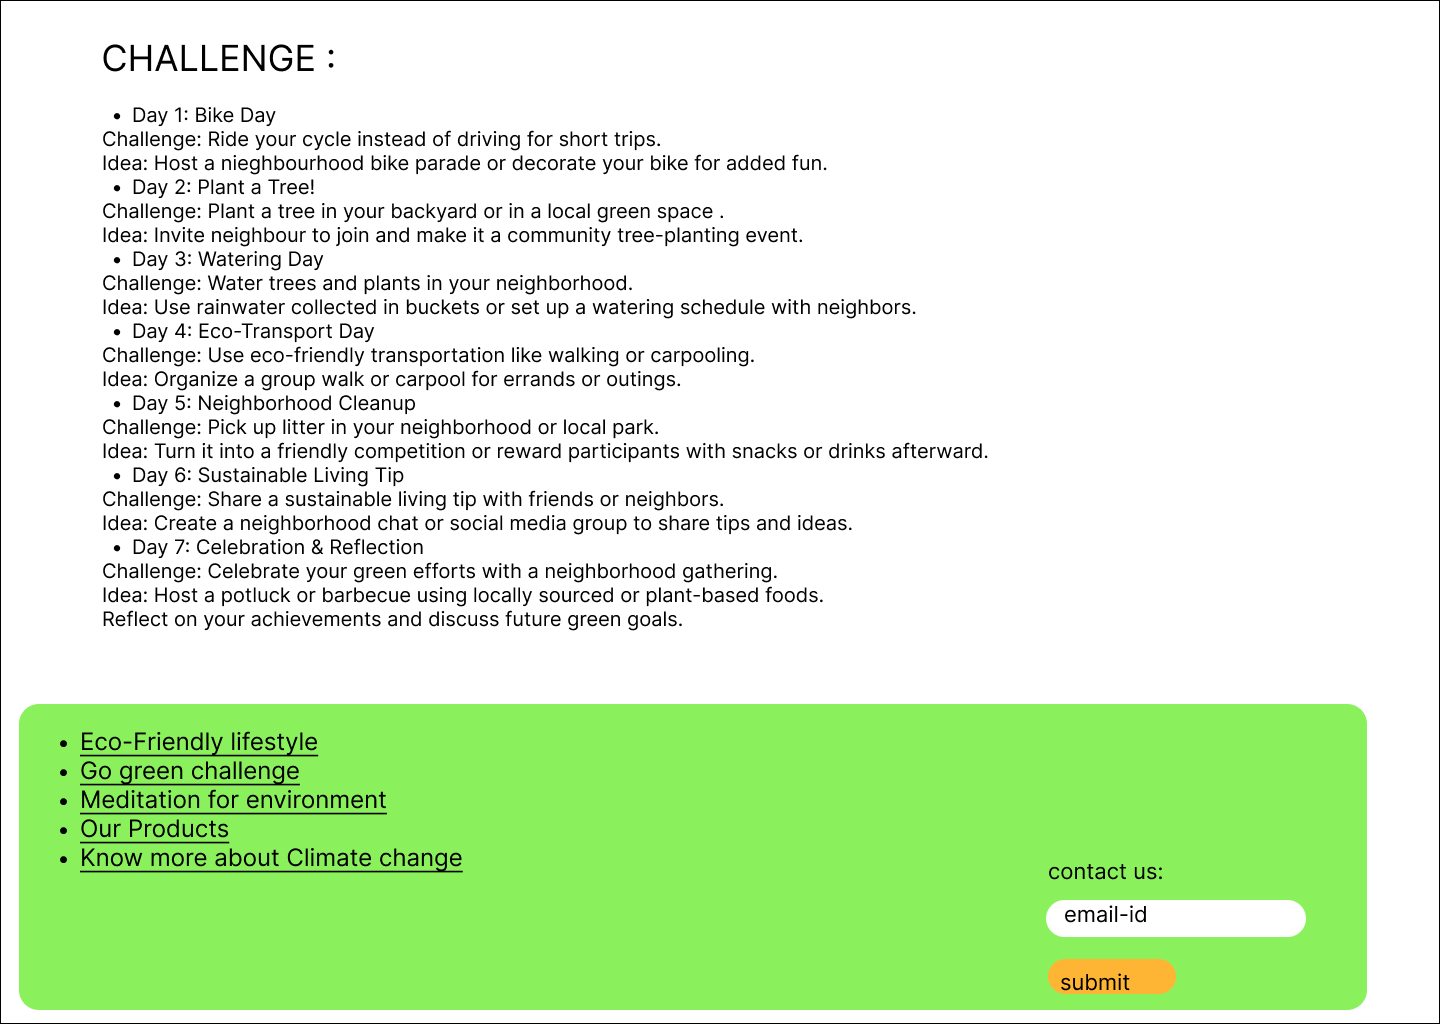 CHALLENGE :
• Day 1: Bike Day
Challenge: Ride your cycle instead of driving for short trips.
Idea: Host a nieghbourhood bike parade or decorate your bike for added fun.
• Day 2: Plant a Tree!
Challenge: Plant a tree in your backyard or in a local green space .
Idea: Invite neighbour to join and make it a community tree-planting event.
• Day 3: Watering Day
Challenge: Water trees and plants in your neighborhood.
Idea: Use rainwater collected in buckets or set up a watering schedule with neighbors.
• Day 4: Eco-Transport Day
Challenge: Use eco-friendly transportation like walking or carpooling.
Idea: Organize a group walk or carpool for errands or outings.
• Day 5: Neighborhood Cleanup
Challenge: Pick up litter in your neighborhood or local park.
Idea: Turn it into a friendly competition or reward participants with snacks or drinks afterward.
• Day 6: Sustainable Living Tip
Challenge: Share a sustainable living tip with friends or neighbors.
Idea: Create a neighborhood chat or social media group to share tips and ideas.
• Day 7: Celebration & Reflection
Challenge: Celebrate your green efforts with a neighborhood gathering.
Idea: Host a potluck or barbecue using locally sourced or plant-based foods.
Reflect on your achievements and discuss future green goals.
• Eco-Friendly lifestyle
• Go green challenge
• Meditation for environment
• Our Products
• Know more about Climate change
contact us:
email-id
submit